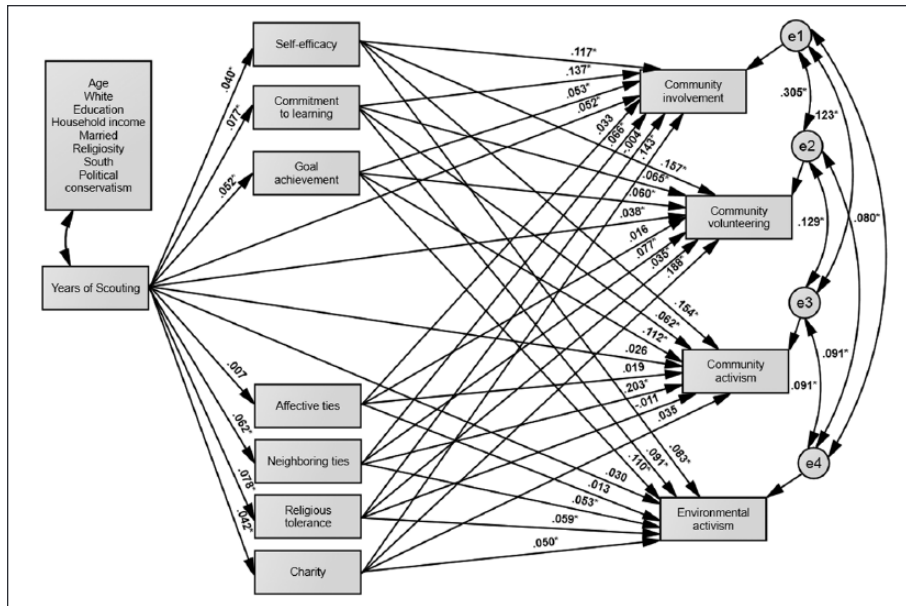 Age
White
Education
Household income
Married
Religiosity
South
Political
conservatism
Years of Scouting
Self-efficacy
Commitment
to learning
Goal
achievement
Affective ties
Neighboring ties
Religious
tolerance
Charity
.040*
.077*
.052*
.007
.062*
.078*
.042*
.117*
.137*
.053*
.052*
.033
.066*
-.004
.143*
Community
involvement
.157*
.065*
.060*
.038*
.016
.077*
.035*
.188*
Community
volunteering
.154*
.062*
.112*
.026
.019
.203*
-.011
.035
Community
activism
.083*
.091*
.110*
.030
.013
.053*
.059*
.050*
Environmental
activism
e1
.305*
.123*
e2
.129*
.080*
e3
.091*
.091*
e4